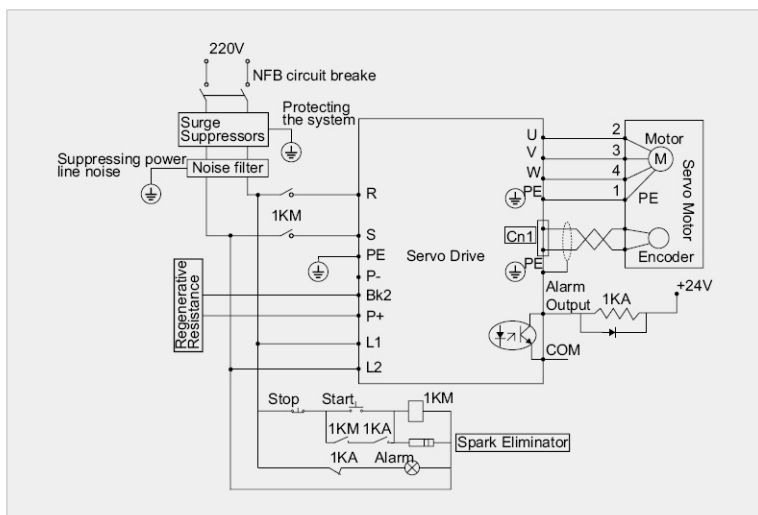 220V
NFB circuit breake
Surge
Suppressors
Protecting
the system
Suppressing power
line noise
Noise filter
1KM
R
S
PE
P-
Bk2
P+
L1
L2
Regenerative
Resistance
Servo Drive
U
V
W
PE
2
3
4
1
Motor
M
PE
Servo Motor
Cn1
PE
Encoder
Alarm
Output
1KA
+24V
COM
Stop
Start
1KM
1KM
1KA
Spark Eliminator
1KA
Alarm